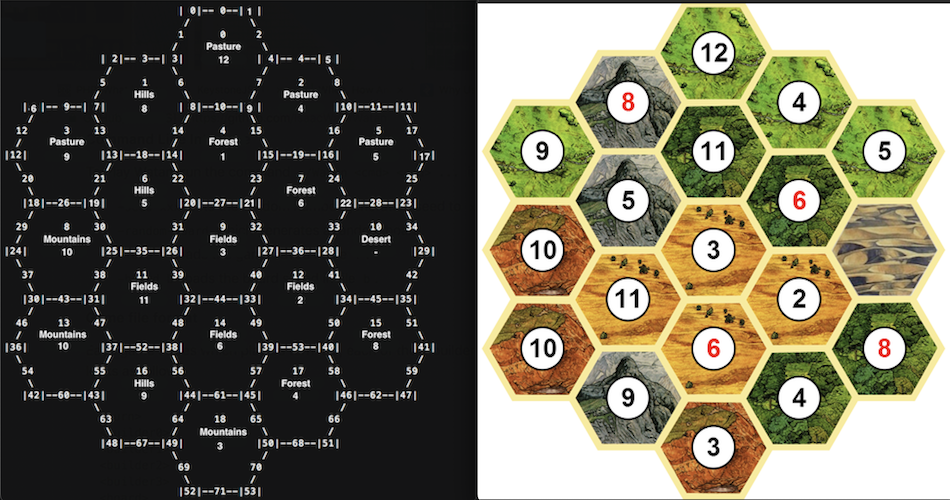 | 0|-- 0--| 1|
1 0 2
Pasture
12
| 2|-- 3--| 3| | 4|-- 4--| 5|
5 1 6 7 2 8
Hills Pasture
8 4
| 6|-- 9--| 7| | 8|--10--| 9| |10|--11--|11|
12 3 13 14 4 15 16 5 17
Pasture Forest Pasture
9 1 5
|12| |13|--18--|14| |15|--19--|16| |17|
20 6 21 22 23 7 24 25
Hills Forest
5 6
|18|--26--|19| |20|--27--|21| |22|--28--|23|
29 8 30 31 9 32 33 10 34
Mountains Fields Desert
10 3 -
|24| |25|--35--|26| |27|--36--|28| |29|
37 11 38 39 40 12 41 42
Fields Fields
11 2
|30|--43--|31| |32|--44--|33| |34|--45--|35|
46 13 47 48 14 49 50 15 51
Mountains Fields Forest
10 6 8
|36| |37|--52--|38| |39|--53--|40| |41|
54 16 55 56 57 17 58 59
Hills Forest
9 4
|42|--60--|43| |44|--61--|45| |46|--62--|47|
63 64 18 65 66
Mountains
3
|48|--67--|49| |50|--68--|51|
69 70
|52|--71--|53|
12
8 4
9 11 5
5 6
10 3
11 2
10 6 8
9 4
3